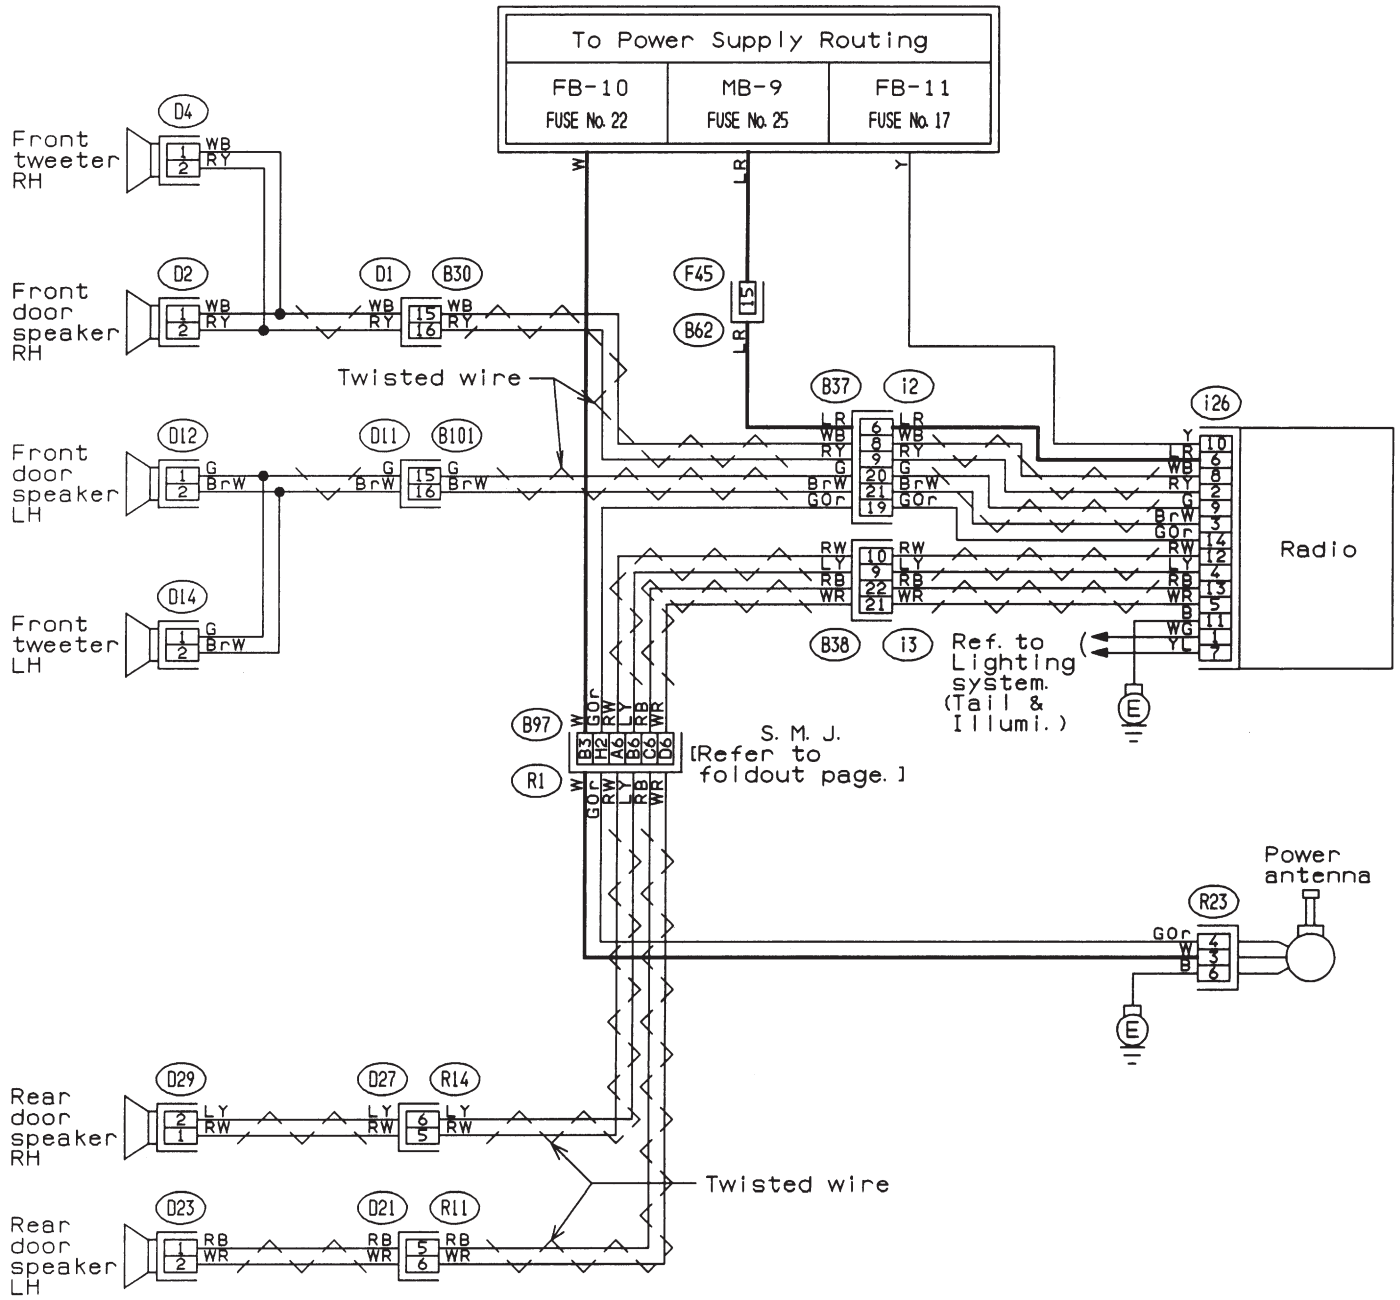 To Power Supply Routing
FB-10
MB-9
FB-11
FUSE No. 22
FUSE No. 25
FUSE No. 17
W
LR
Y
D4
Front
tweeter
RH
1
2
WB
RY
D2
D1
B30
Front
door
speaker
RH
1
2
WB
RY
WB
RY
15
16
WB
RY
F45
15
B62
LR
Twisted wire
D12
D11
B101
Front
door
speaker
LH
1
2
G
BrW
G
BrW
15
16
G
BrW
D14
Front
tweeter
LH
1
2
G
BrW
B37
i2
LR
6
LR
WB
8
WB
RY
9
RY
G
20
G
BrW
21
BrW
GOr
19
GOr
RW
10
RW
LY
9
LY
RB
22
RB
WR
21
WR
B38
i3
i26
Y
10
LR
6
WB
8
RY
2
G
9
BrW
3
GOr
14
RW
12
LY
4
RB
13
WR
5
B
11
WG
1
YL
7
Radio
Ref. to
Lighting
system.
(Tail &
Illumi.)
E
B97
W
GOr
RW
LY
RB
WR
B3
H2
A6
B6
C6
D6
R1
W
GOr
RW
LY
RB
WR
S. M. J.
[Refer to
foldout page.]
Power
antenna
R23
GOr
4
W
3
B
6
E
D29
D27
R14
Rear
door
speaker
RH
2
1
LY
RW
LY
RW
6
5
LY
RW
Twisted wire
D23
D21
R11
Rear
door
speaker
LH
1
2
RB
WR
RB
WR
5
6
RB
WR